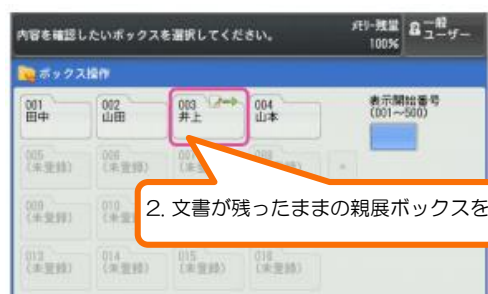 内容を確認したいボックスを選択してください。
メモリー残量
100%
一般
ユーザー
ボックス操作
001
田中
002
山田
003
井上
004
山本
表示開始番号
(001~500)
005
(未登録)
006
(未登録)
2. 文書が残ったままの親展ボックスを
009
(未登録)
010
(未登録)
013
(未登録)
014
(未登録)
015
(未登録)
016
(未登録)